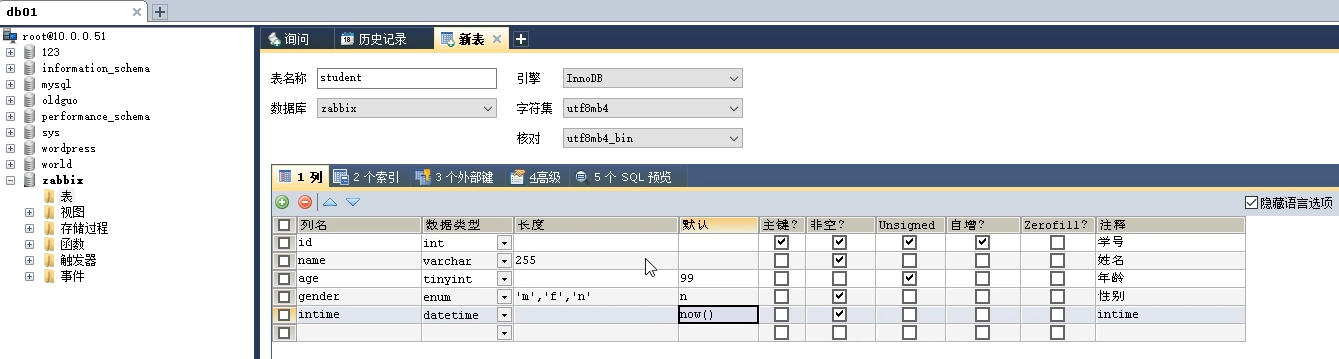 db01
root@10.0.0.51
123
information_schema
mysql
oldguo
performance_schema
sys
wordpress
world
zabbix
表
视图
存储过程
函数
触发器
事件
询问 历史记录 新表
表名称 student 引擎 InnoDB
数据库 zabbix 字符集 utf8mb4
核对 utf8mb4_bin
1 列 2 个索引 3 个外部键 4高级 5 个 SQL 预览
隐藏语言选项
列名 数据类型 长度 默认 主键? 非空? Unsigned 自增? Zerofill? 注释
id int 学号
name varchar 255 姓名
age tinyint 99 年龄
gender enum 'm','f','n' n 性别
intime datetime now() intime